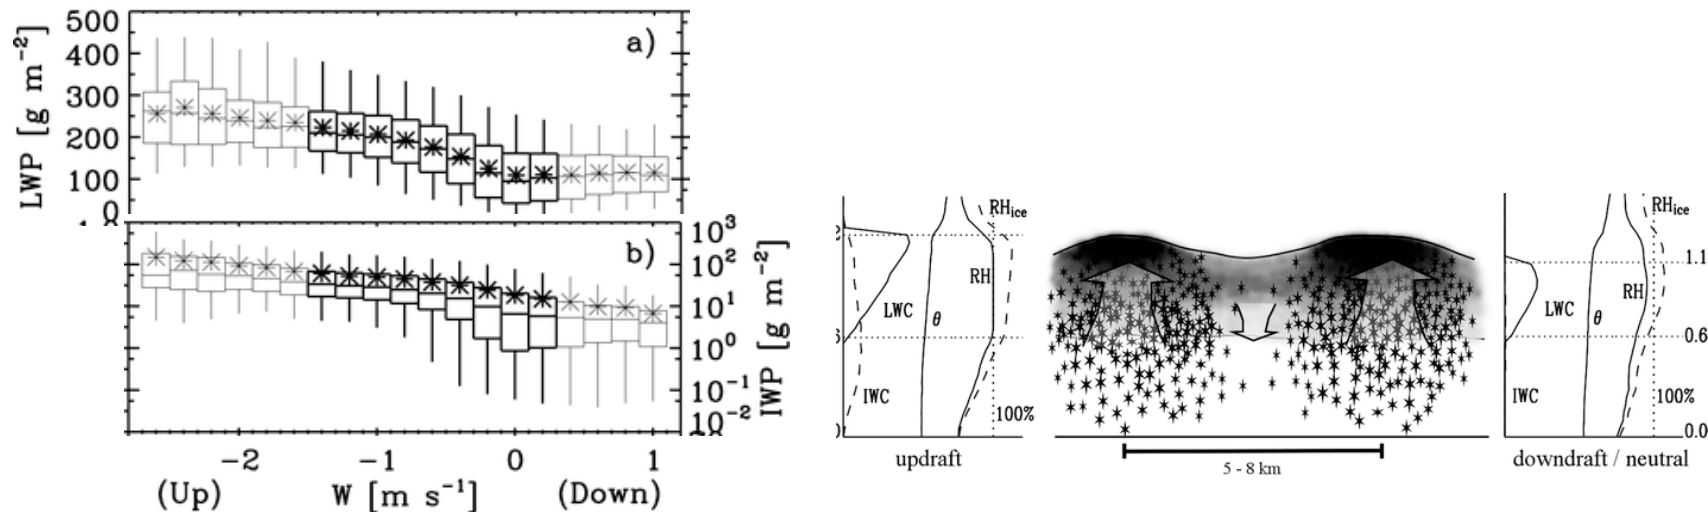 500
400
300
200
100
0
LWP [g m⁻²]
a)
10³
10²
10¹
10⁰
10⁻¹
10⁻²
IWP [g m⁻²]
b)
-2 -1 0 1
(Up) W [m s⁻¹] (Down)
RHice
RH
LWC
θ
IWC
100%
updraft
5 - 8 km
RHice
1.1
RH
LWC
θ
0.6
IWC
100%
0.0
downdraft / neutral